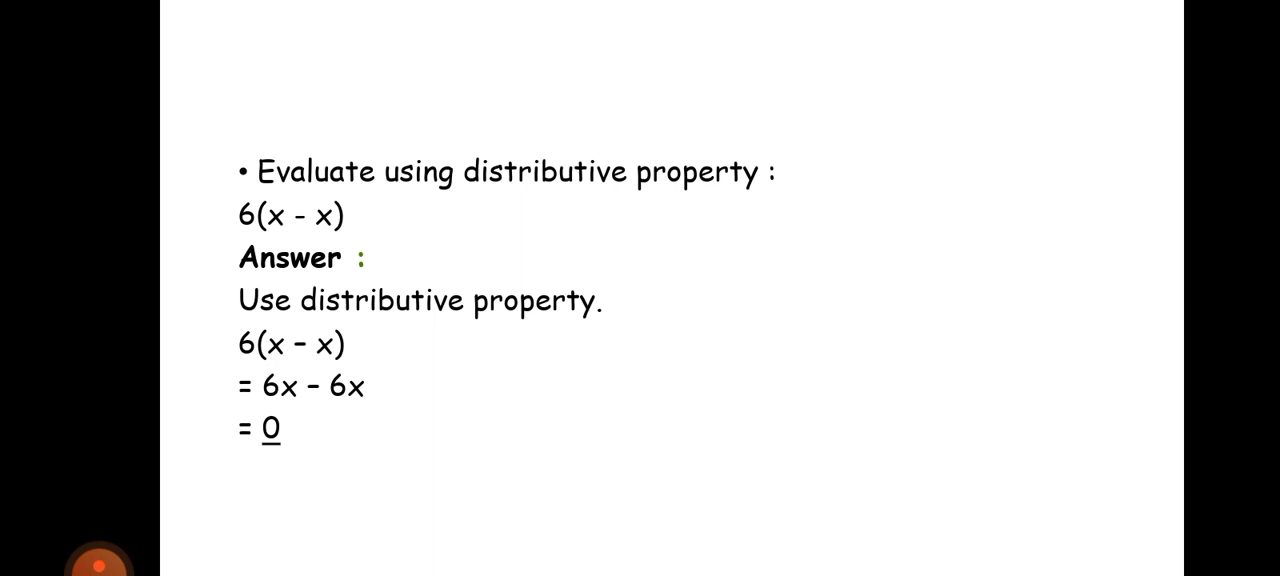 • Evaluate using distributive property :
6(x - x)
Answer :
Use distributive property.
6(x – x)
= 6x – 6x
= 0